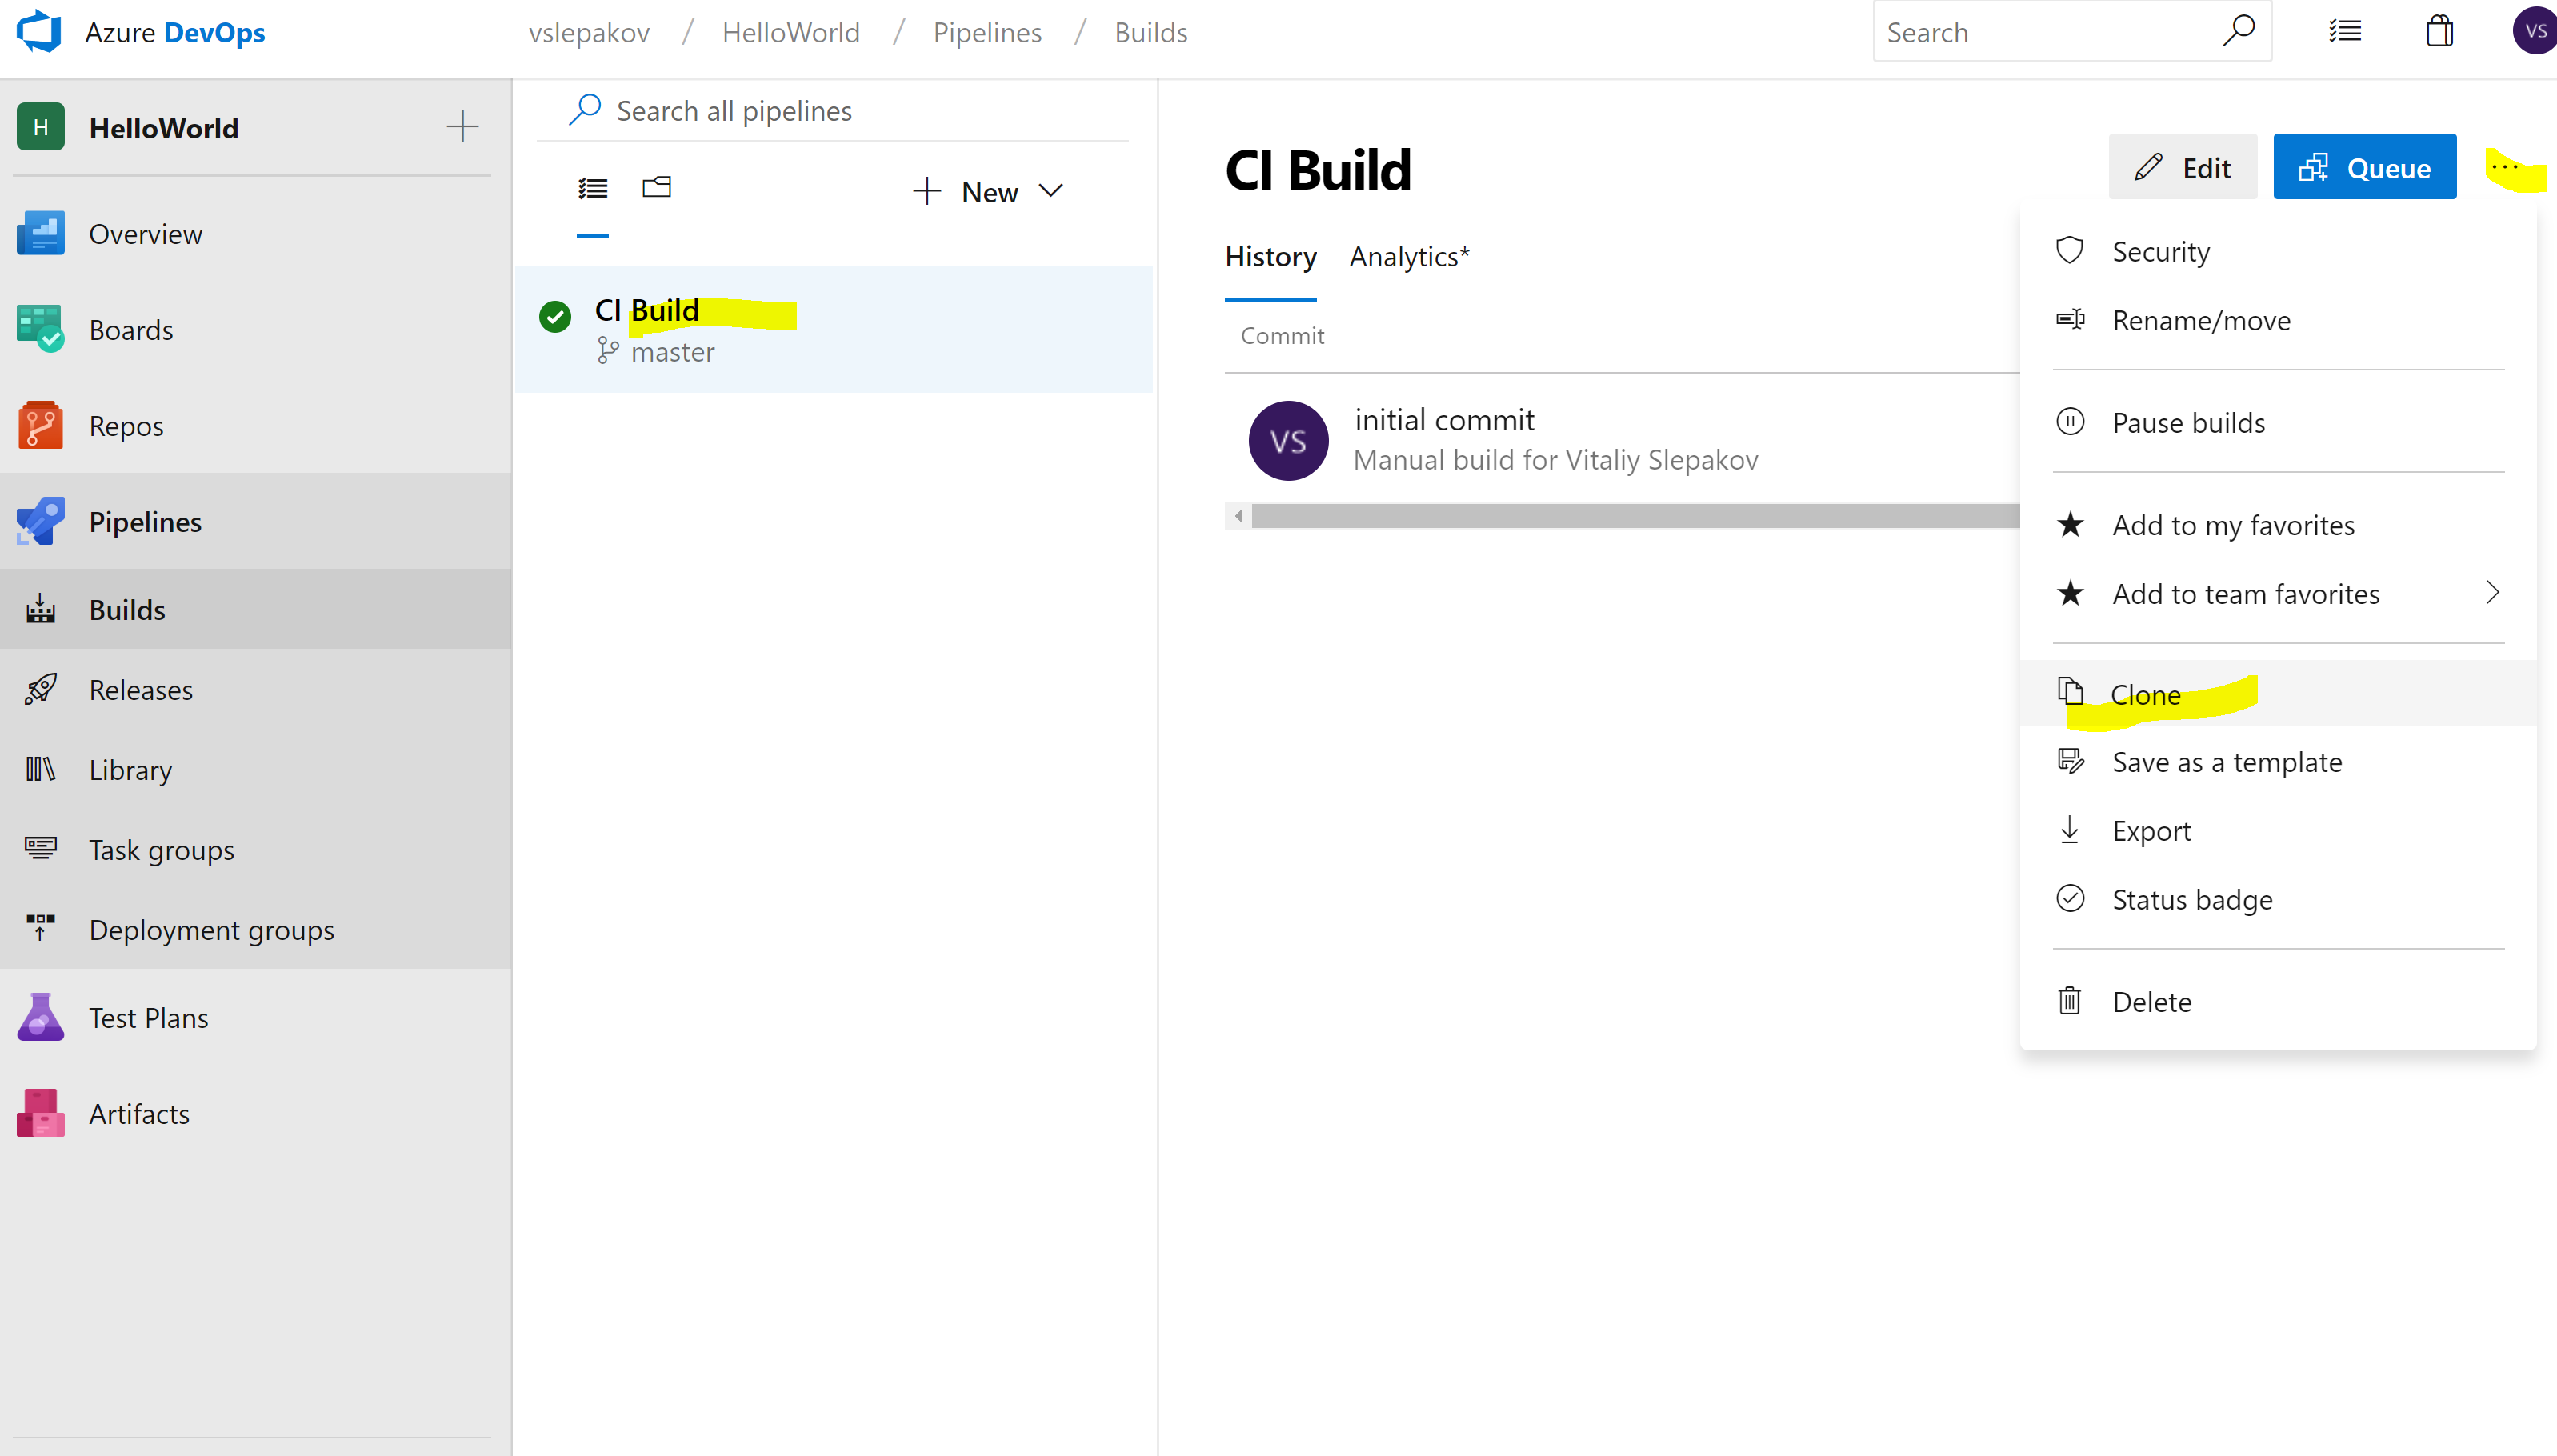 Azure DevOps
vslepakov / HelloWorld / Pipelines / Builds
Search
VS
H
HelloWorld
Overview
Boards
Repos
Pipelines
Builds
Releases
Library
Task groups
Deployment groups
Test Plans
Artifacts
Search all pipelines
New
CI Build
master
CI Build
Edit
Queue
...
History
Analytics*
Commit
VS
initial commit
Manual build for Vitaliy Slepakov
Security
Rename/move
Pause builds
Add to my favorites
Add to team favorites
Clone
Save as a template
Export
Status badge
Delete